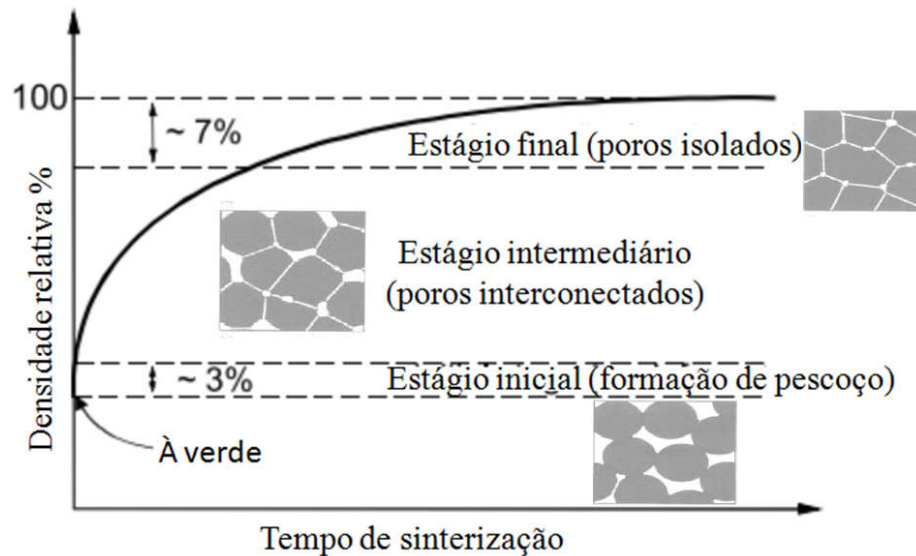 100
~ 7%
Estágio final (poros isolados)
Densidade relativa %
Estágio intermediário
(poros interconectados)
~ 3%
Estágio inicial (formação de pescoço)
À verde
Tempo de sinterização